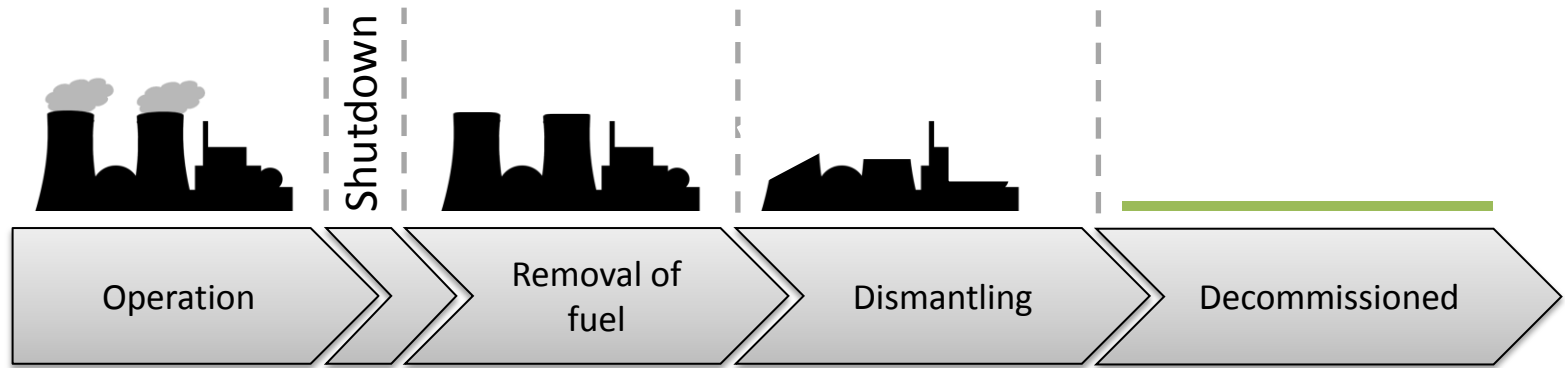 Shutdown
Operation
Removal of
fuel
Dismantling
Decommissioned